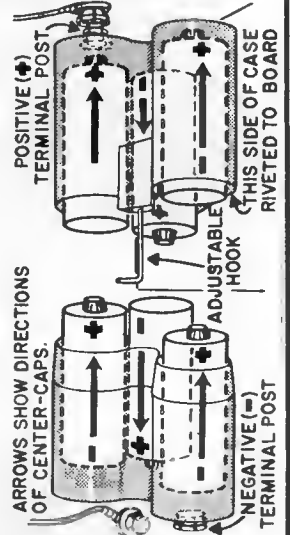 POSITIVE (+)
TERMINAL POST
THIS SIDE OF CASE
RIVETED TO BOARD
ADJUSTABLE
HOOK
ARROWS SHOW DIRECTIONS
OF CENTER-CAPS.
NEGATIVE (=)
TERMINAL POST
+
-
+
-
+
-
+
-
+
-
+
-